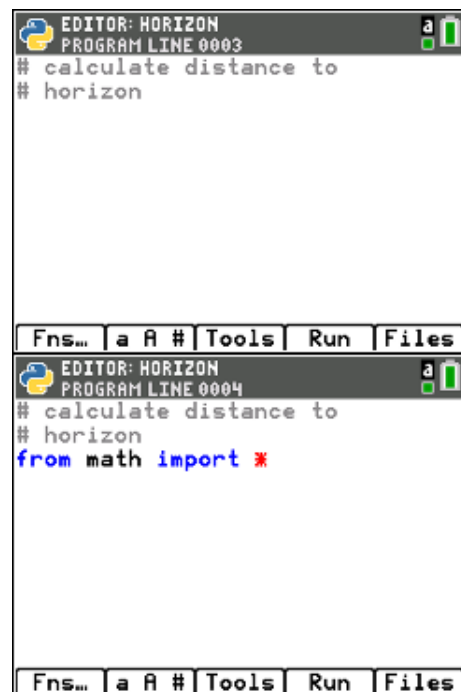 EDITOR: HORIZON
PROGRAM LINE 0003
a
# calculate distance to
# horizon
Fns… a A # Tools Run Files
EDITOR: HORIZON
PROGRAM LINE 0004
a
# calculate distance to
# horizon
from math import *
Fns… a A # Tools Run Files